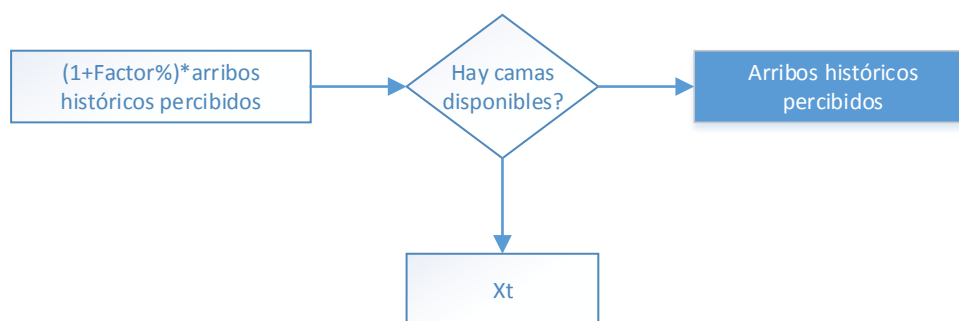 (1+Factor%)*arribos
históricos percibidos
Hay camas
disponibles?
Arribos históricos
percibidos
Xt